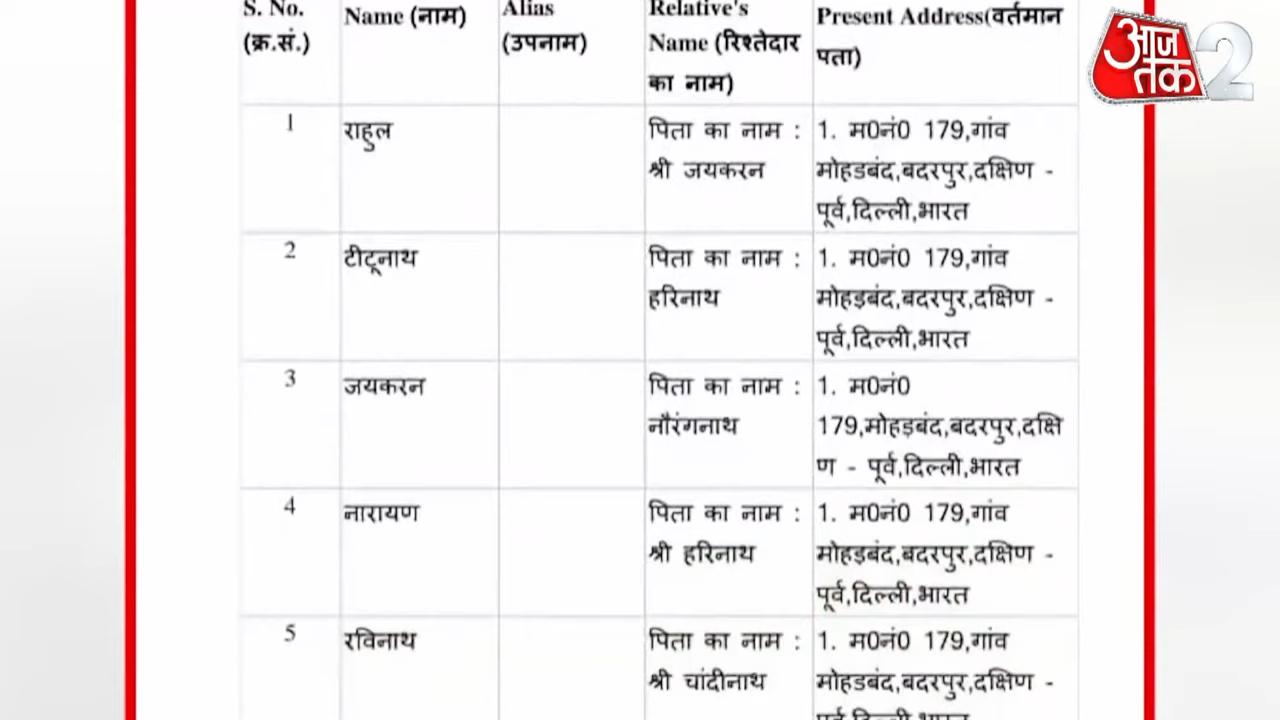 S. No. (क्र.सं.) | Name (नाम) | Alias (उपनाम) | Relative's Name (रिश्तेदार का नाम) | Present Address(वर्तमान पता)
1 | राहुल | | पिता का नाम : श्री जयकरन | 1. म0नं0 179,गांव मोहडबंद,बदरपुर,दक्षिण - पूर्व,दिल्ली,भारत
2 | टीटूनाथ | | पिता का नाम : हरिनाथ | 1. म0नं0 179,गांव मोहड़बंद,बदरपुर,दक्षिण - पूर्व,दिल्ली,भारत
3 | जयकरन | | पिता का नाम : नौरंगनाथ | 1. म0नं0 179,मोहड़बंद,बदरपुर,दक्षिण - पूर्व,दिल्ली,भारत
4 | नारायण | | पिता का नाम : श्री हरिनाथ | 1. म0नं0 179,गांव मोहड़बंद,बदरपुर,दक्षिण - पूर्व,दिल्ली,भारत
5 | रविनाथ | | पिता का नाम : श्री चांदीनाथ | 1. म0नं0 179,गांव मोहडबंद,बदरपुर,दक्षिण - पूर्व,दिल्ली,भारत
आज तक 2